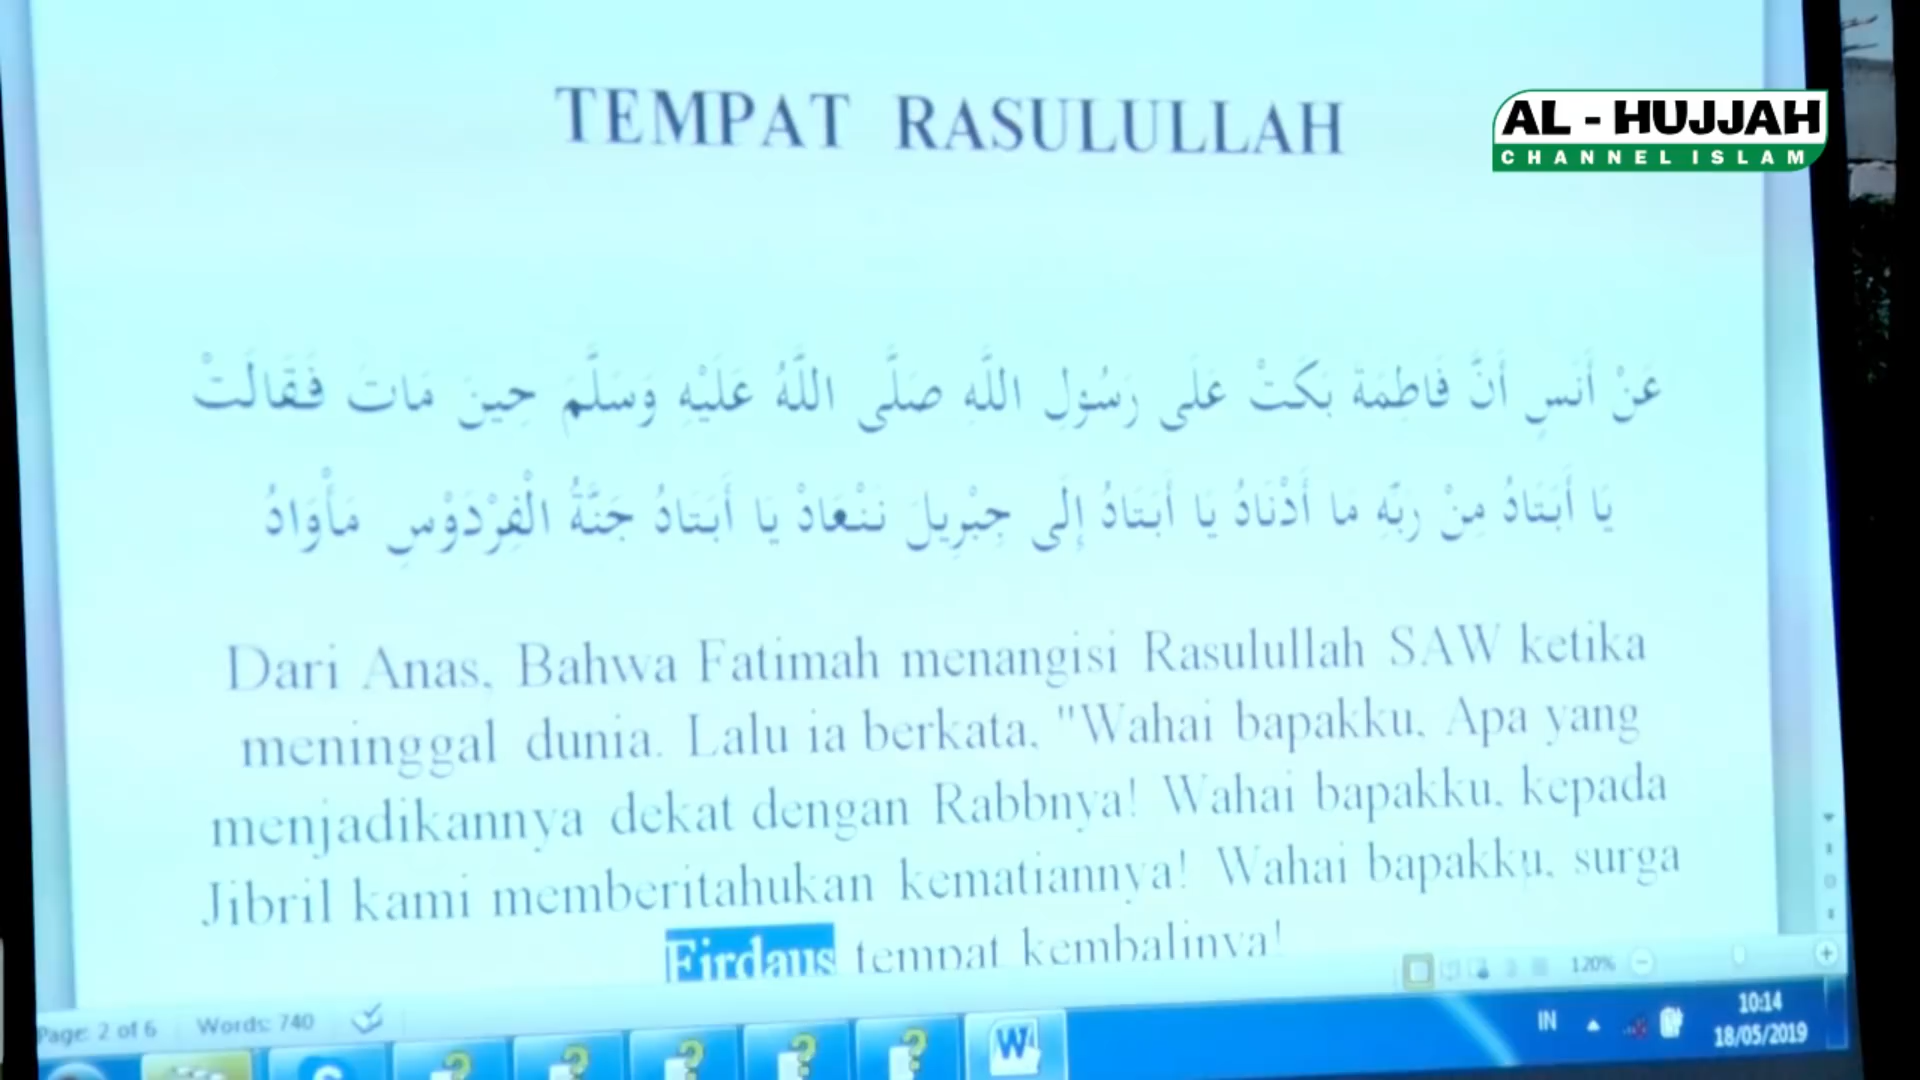 TEMPAT RASULULLAH
AL - HUJJAH
CHANNEL ISLAM
عَنْ أَنَسٍ أَنَّ فَاطِمَةَ بَكَتْ عَلَى رَسُولِ اللَّهِ صَلَّى اللَّهُ عَلَيْهِ وَسَلَّمَ حِينَ مَاتَ فَقَالَتْ
يَا أَبَتَاهُ مِنْ رَبِّهِ مَا أَدْنَاهُ يَا أَبَتَاهُ إِلَى جِبْرِيلَ نَنْعَاهْ يَا أَبَتَاهُ جَنَّةُ الْفِرْدَوْسِ مَأْوَاهُ
Dari Anas, Bahwa Fatimah menangisi Rasulullah SAW ketika
meninggal dunia. Lalu ia berkata, "Wahai bapakku, Apa yang
menjadikannya dekat dengan Rabbnya! Wahai bapakku, kepada
Jibril kami memberitahukan kematiannya! Wahai bapakku, surga
Firdaus tempat kembalinya!
120%
Page: 2 of 6 Words: 740
IN
10:14
18/05/2019